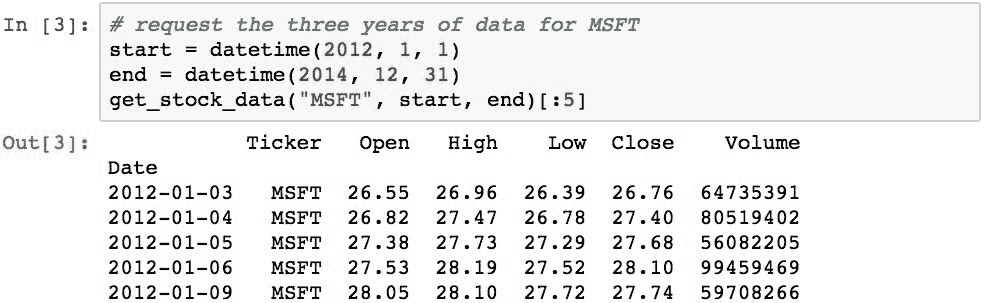 In [3]: # request the three years of data for MSFT
start = datetime(2012, 1, 1)
end = datetime(2014, 12, 31)
get_stock_data("MSFT", start, end)[:5]
Out[3]: Ticker Open High Low Close Volume
Date
2012-01-03 MSFT 26.55 26.96 26.39 26.76 64735391
2012-01-04 MSFT 26.82 27.47 26.78 27.40 80519402
2012-01-05 MSFT 27.38 27.73 27.29 27.68 56082205
2012-01-06 MSFT 27.53 28.19 27.52 28.10 99459469
2012-01-09 MSFT 28.05 28.10 27.72 27.74 59708266